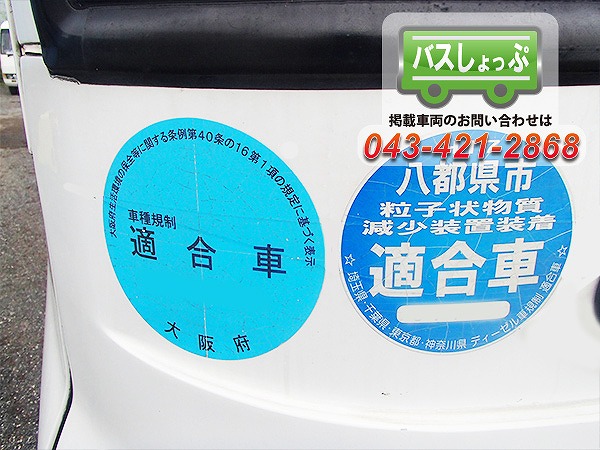 バスしょっぷ
掲載車両のお問い合わせは
043-421-2868
大阪府生活環境の保全等に関する条例第40条の16第1項の規定に基づく表示
車種規制
適合車
大阪府
八都県市
粒子状物質
減少装置装着
適合車
☆埼玉県・千葉県 東京都・神奈川県 ディーゼル車規制 適合車☆